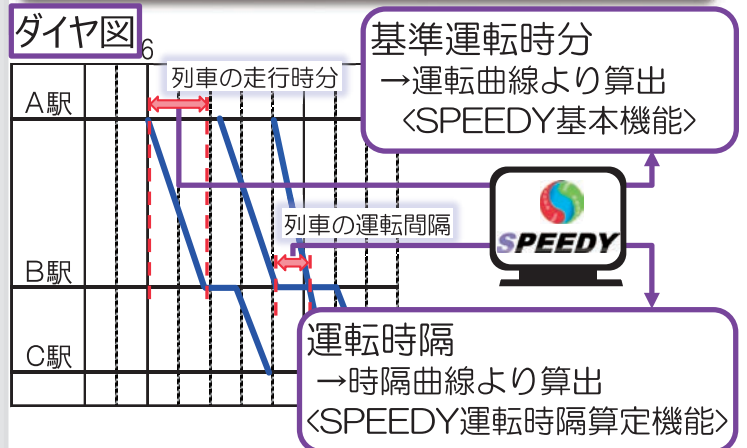 ダイヤ図
6
列車の走行時分
A駅
基準運転時分
→運転曲線より算出
<SPEEDY基本機能>
列車の運転間隔
SPEEDY
B駅
C駅
運転時隔
→時隔曲線より算出
<SPEEDY運転時隔算定機能>